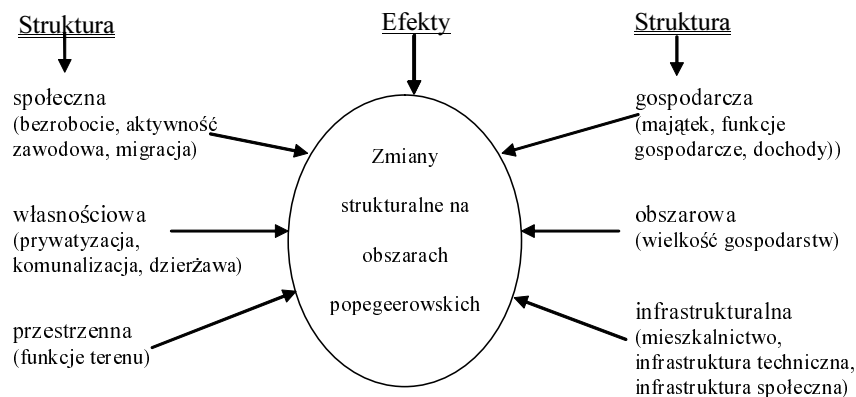 Struktura
Efekty
Struktura
społeczna
(bezrobocie, aktywność
zawodowa, migracja)
własnościowa
(prywatyzacja,
komunalizacja, dzierżawa)
przestrzenna
(funkcje terenu)
Zmiany
strukturalne na
obszarach
popegeerowskich
gospodarcza
(majątek, funkcje
gospodarcze, dochody))
obszarowa
(wielkość gospodarstw)
infrastrukturalna
(mieszkalnictwo,
infrastruktura techniczna,
infrastruktura społeczna)